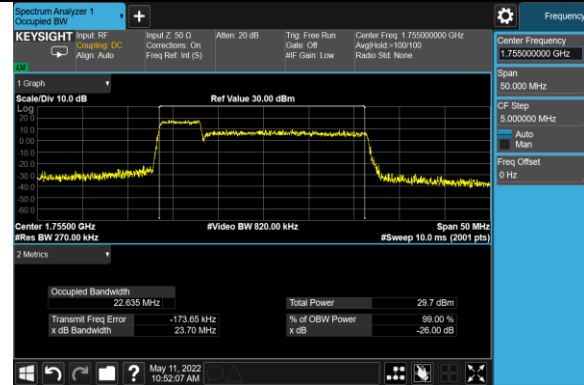 Spectrum Analyzer 1
Occupied BW
+
Frequency
KEYSIGHT Input: RF
Coupling: DC
Align: Auto
Input Z: 50 Ω
Corrections: On
Freq Ref: Int (S)
Atten: 20 dB
Trig: Free Run
Gate: Off
#IF Gain: Low
Center Freq: 1.755000000 GHz
Avg|Hold:>100/100
Radio Std: None
Center Frequency
1.755000000 GHz
Span
50.000 MHz
CF Step
5.000000 MHz
Auto
Man
Freq Offset
0 Hz
1 Graph
Scale/Div 10.0 dB
Ref Value 30.00 dBm
Log
20.0
10.0
0.00
-10.0
-20.0
-30.0
-40.0
-50.0
-60.0
Center 1.75500 GHz
#Video BW 820.00 kHz
Span 50 MHz
#Res BW 270.00 kHz
#Sweep 10.0 ms (2001 pts)
2 Metrics
Occupied Bandwidth
22.635 MHz
Total Power 29.7 dBm
Transmit Freq Error -173.65 kHz
% of OBW Power 99.00 %
x dB Bandwidth 23.70 MHz
x dB -26.00 dB
?
May 11, 2022
10:52:07 AM